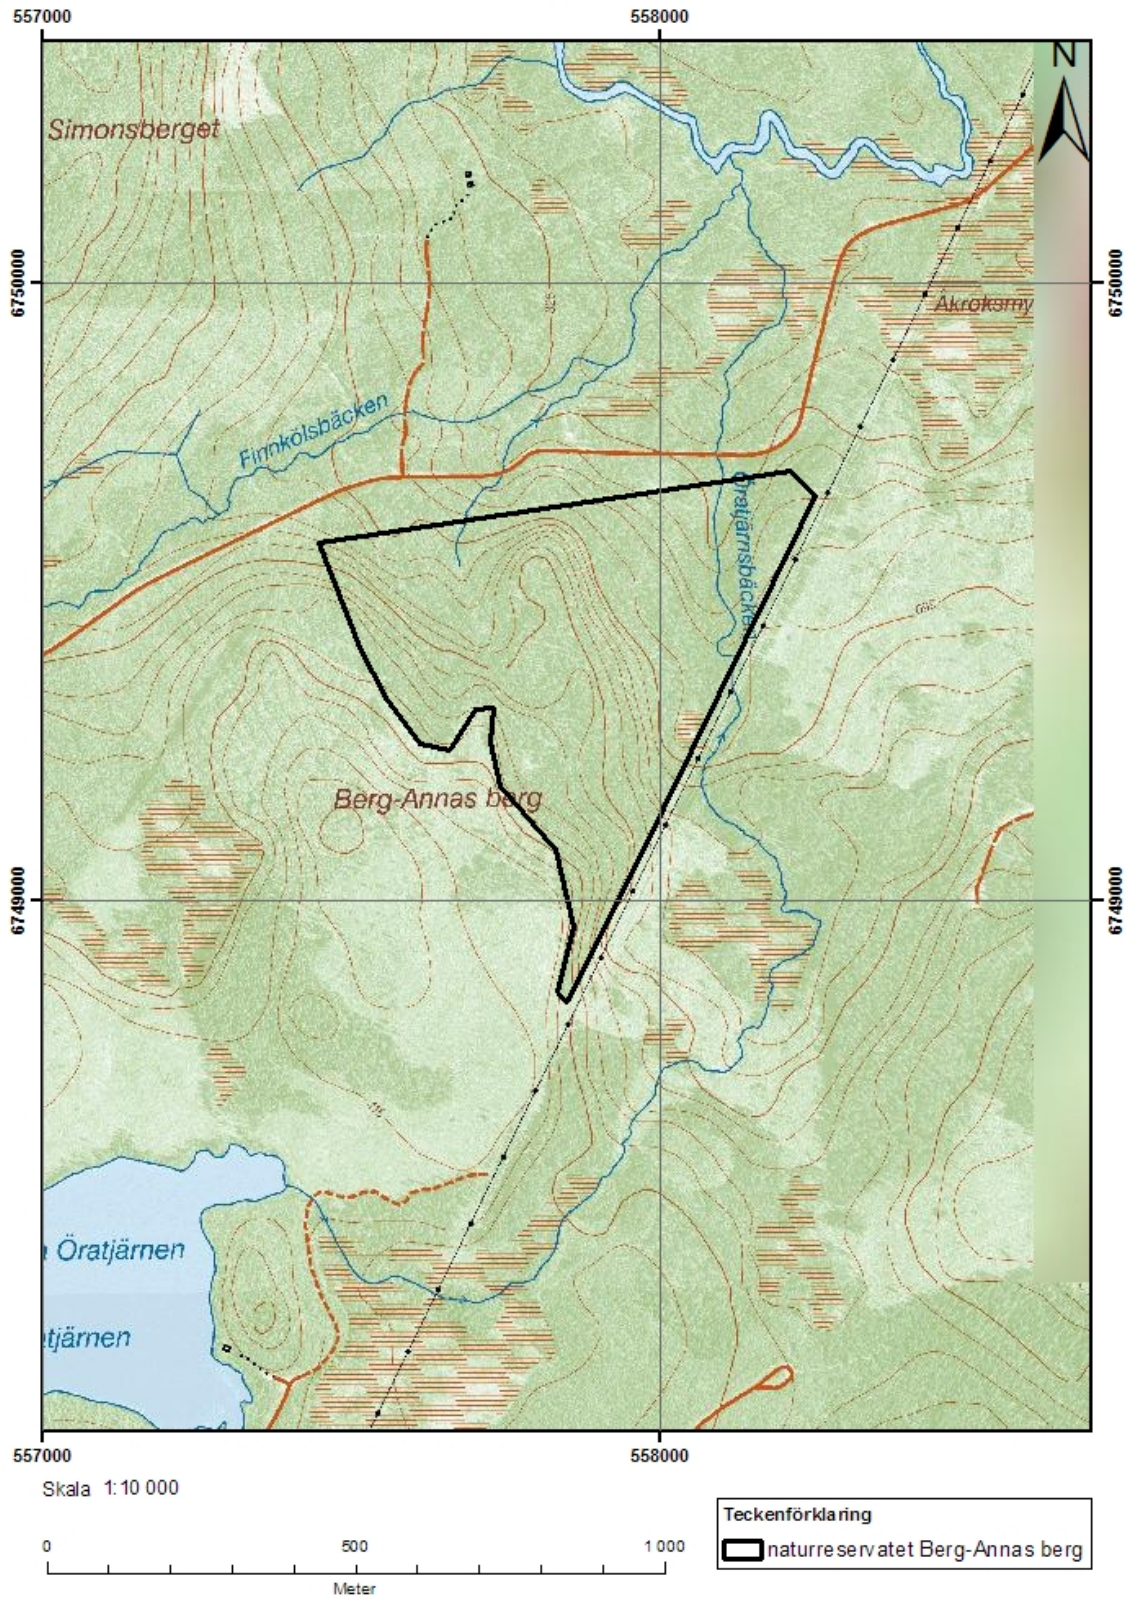 557000 558000
N
Simonsberget
6750000 6750000
Akroksmy
Finnkölsbäcken
Öratjärnsbäcken
Berg-Annas berg
6749000 6749000
Öratjärnen
tjärnen
557000 558000
Skala 1:10 000
0 500 1 000
Meter
Teckenförklaring
naturreservatet Berg-Annas berg